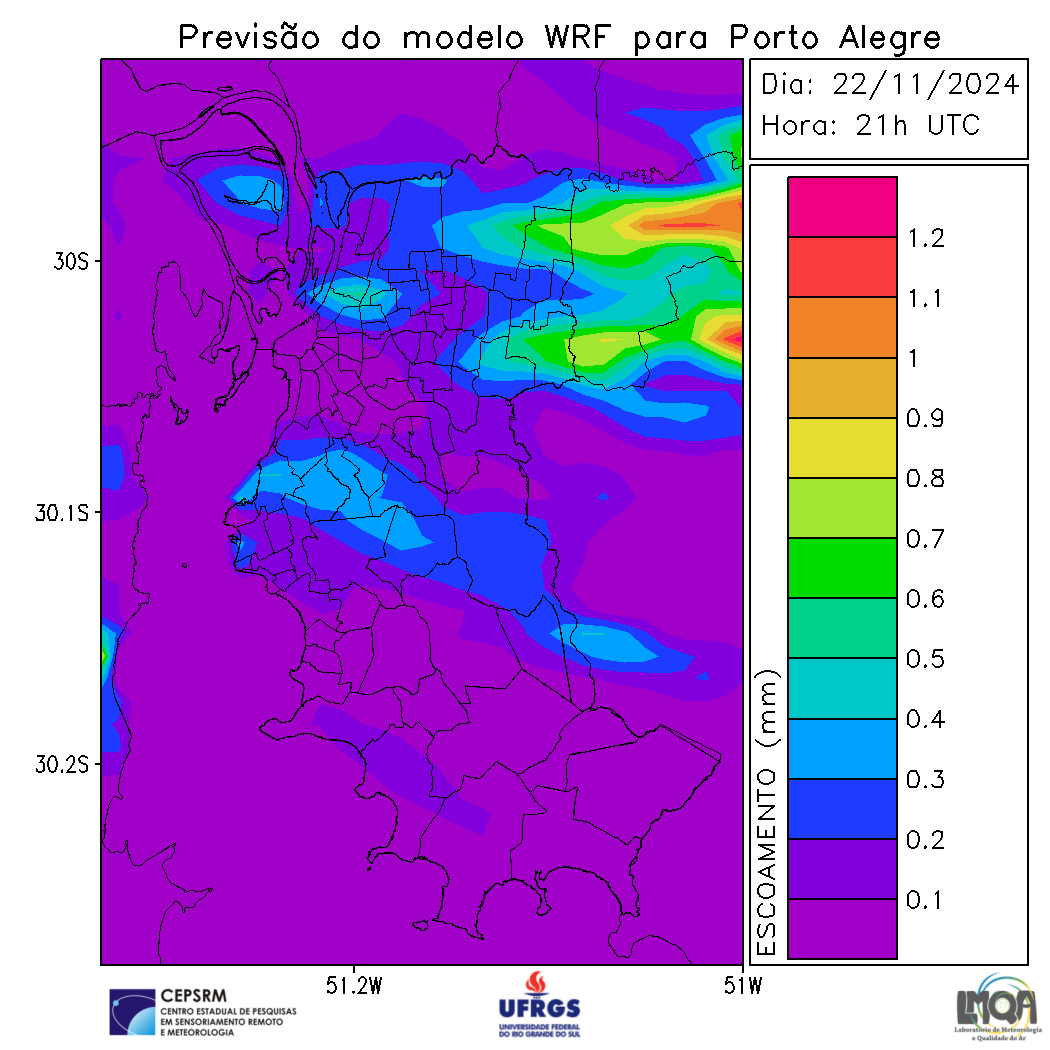 Previsão do modelo WRF para Porto Alegre
Dia: 22/11/2024
Hora: 21h UTC
30S
30.1S
30.2S
51.2W
51W
ESCOAMENTO (mm)
1.2
1.1
1
0.9
0.8
0.7
0.6
0.5
0.4
0.3
0.2
0.1
CEPSRM
CENTRO ESTADUAL DE PESQUISAS
EM SENSORIAMENTO REMOTO
E METEOROLOGIA
UFRGS
UNIVERSIDADE FEDERAL
DO RIO GRANDE DO SUL
LMQA
Laboratório de Meteorologia
e Qualidade do Ar